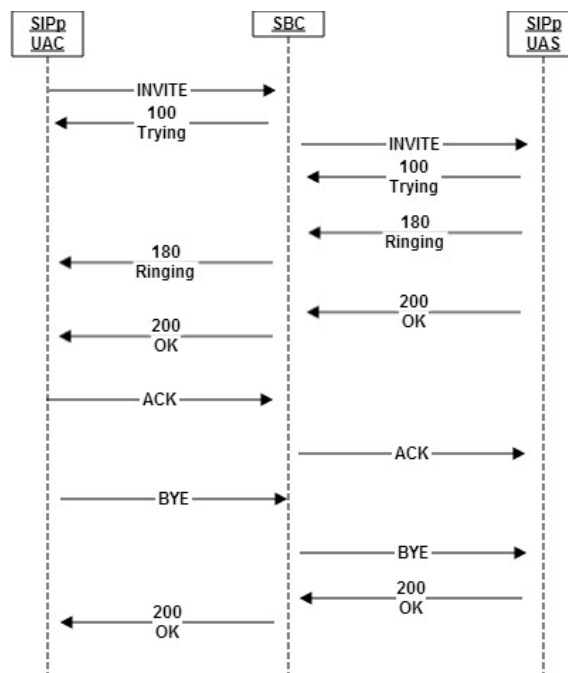 SIPp
UAC
SBC
SIPp
UAS
INVITE
100
Trying
INVITE
100
Trying
180
Ringing
180
Ringing
200
OK
200
OK
ACK
ACK
BYE
BYE
200
OK
200
OK